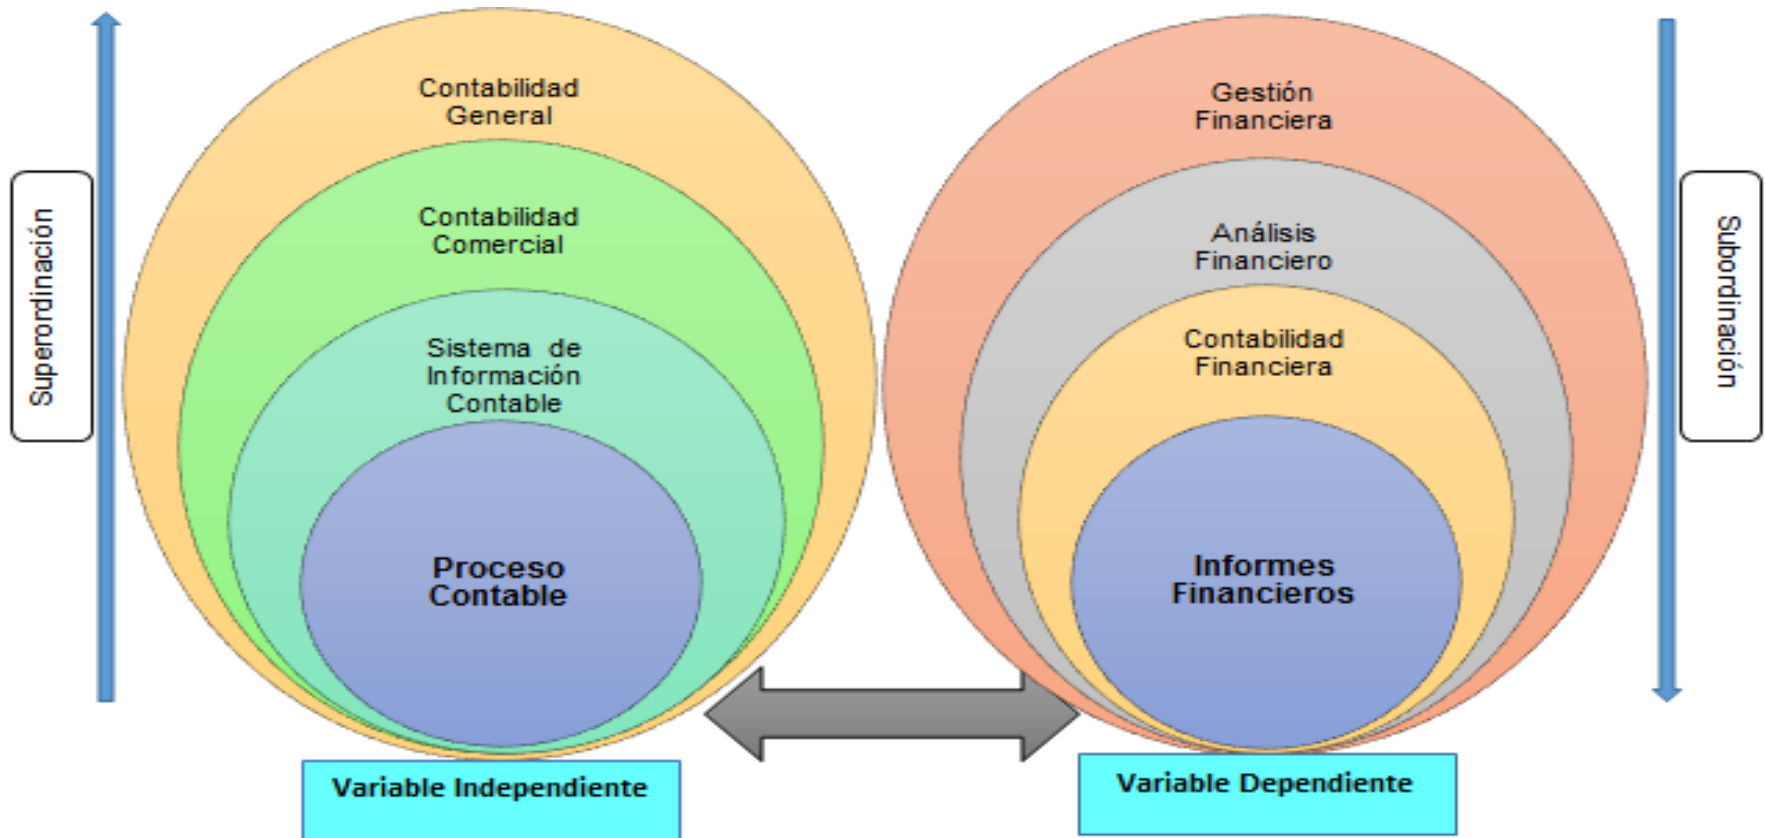 Superordinación
Contabilidad
General
Contabilidad
Comercial
Sistema de
Información
Contable
Proceso
Contable
Variable Independiente
Gestión
Financiera
Análisis
Financiero
Contabilidad
Financiera
Informes
Financieros
Variable Dependiente
Subordinación